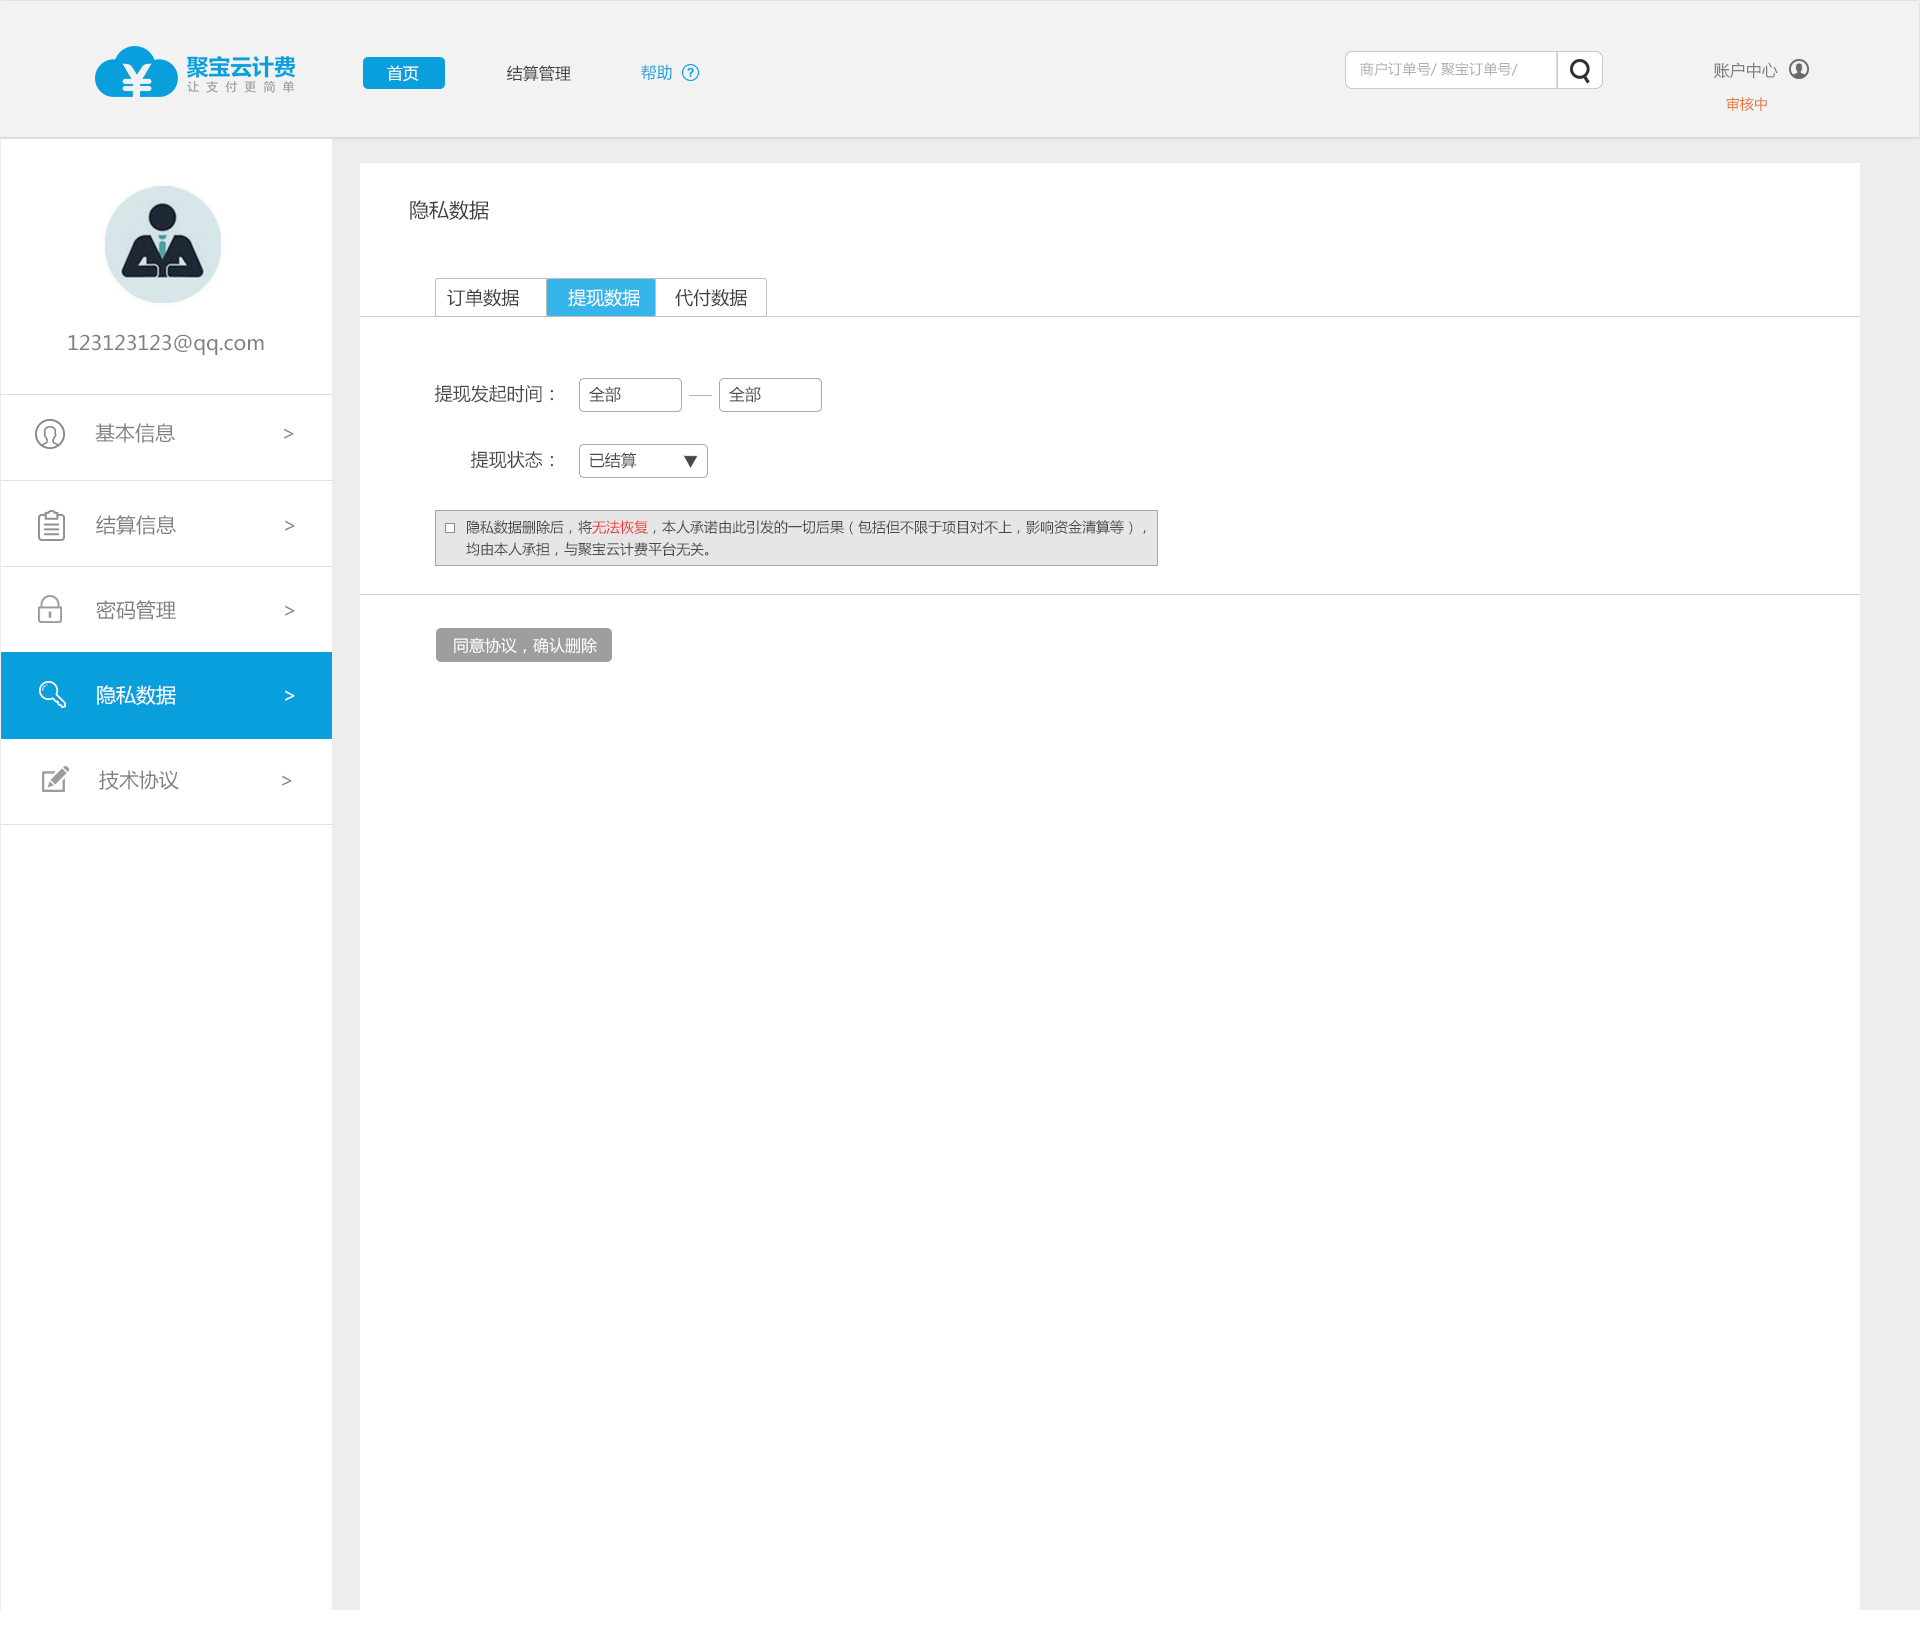 聚宝云计费
让支付更简单
首页
结算管理
帮助 ?
商户订单号/ 聚宝订单号/
账户中心
审核中
123123123@qq.com
基本信息 >
结算信息 >
密码管理 >
隐私数据 >
技术协议 >
隐私数据
订单数据 提现数据 代付数据
提现发起时间： 全部 — 全部
提现状态： 已结算 ▼
隐私数据删除后，将无法恢复，本人承诺由此引发的一切后果（包括但不限于项目对不上，影响资金清算等），
均由本人承担，与聚宝云计费平台无关。
同意协议，确认删除